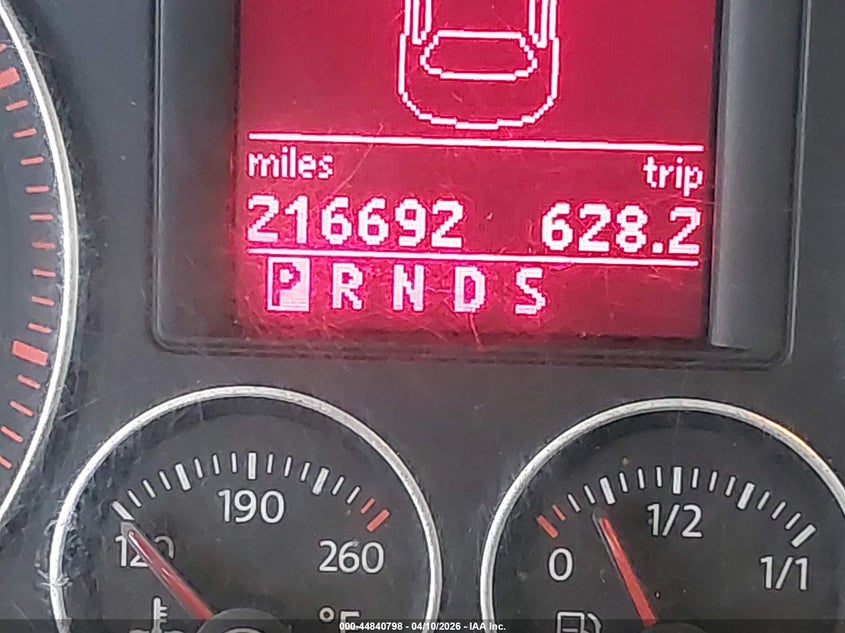 miles trip
216692 628.2
P R N D S
190 1/2
120 260 0 1/1
°F
000-44840798 - 04/10/2026 - IAA Inc.